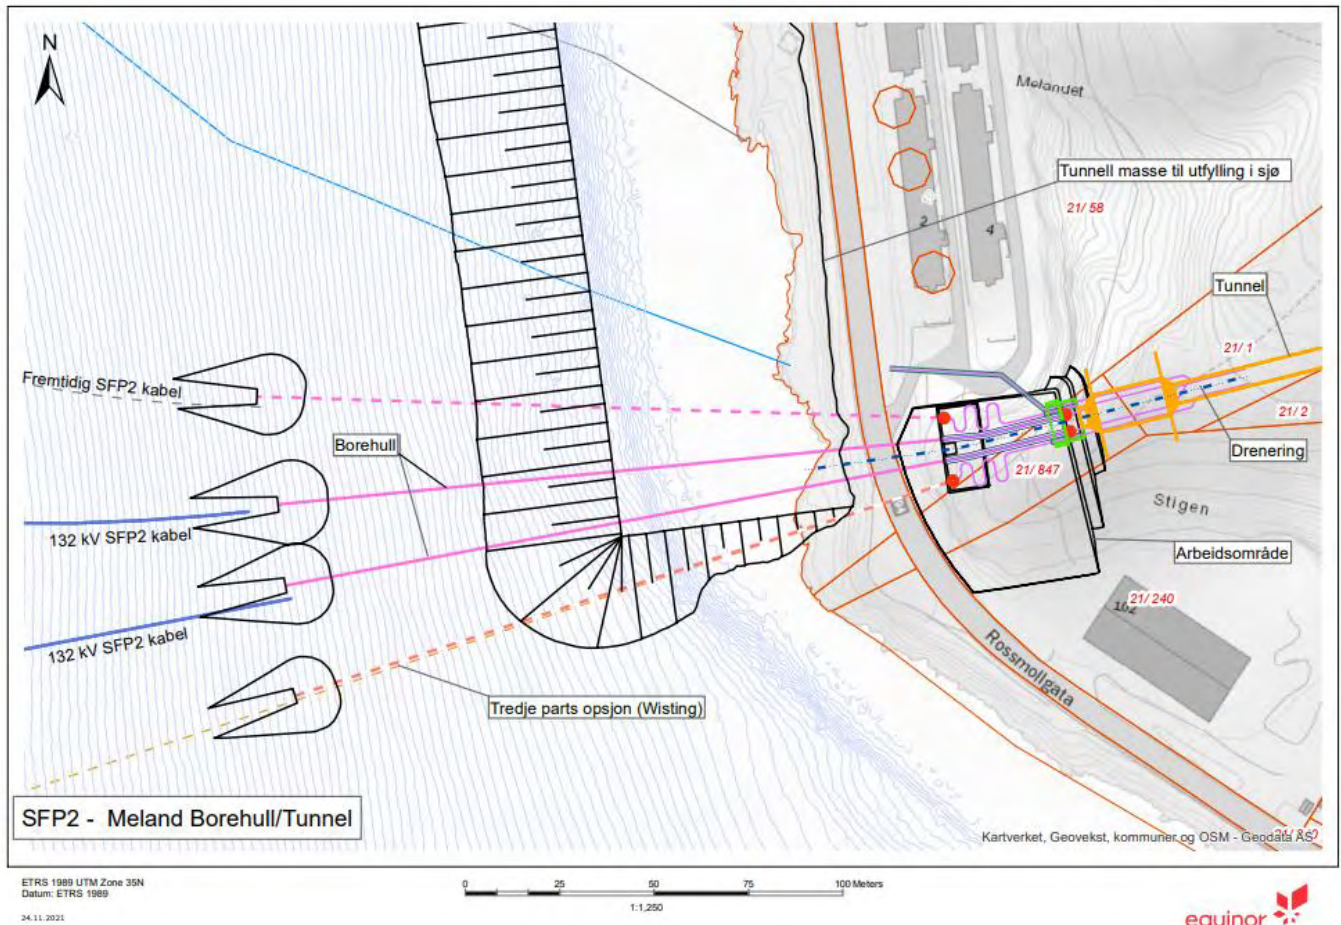 N
Melandet
Tunnell masse til utfylling i sjø
21/ 58
2
4
Tunnel
21/ 1
Fremtidig SFP2 kabel
21/ 2
Borehull
Drenering
21/ 847
Stigen
132 kV SFP2 kabel
Arbeidsområde
21/ 240
162
132 kV SFP2 kabel
Rossmollgata
Tredje parts opsjon (Wisting)
SFP2 - Meland Borehull/Tunnel
Kartverket, Geovekst, kommuner og OSM - Geodata AS
ETRS 1989 UTM Zone 35N
Datum: ETRS 1989
0 25 50 75 100 Meters
1:1,250
24.11.2021
equinor